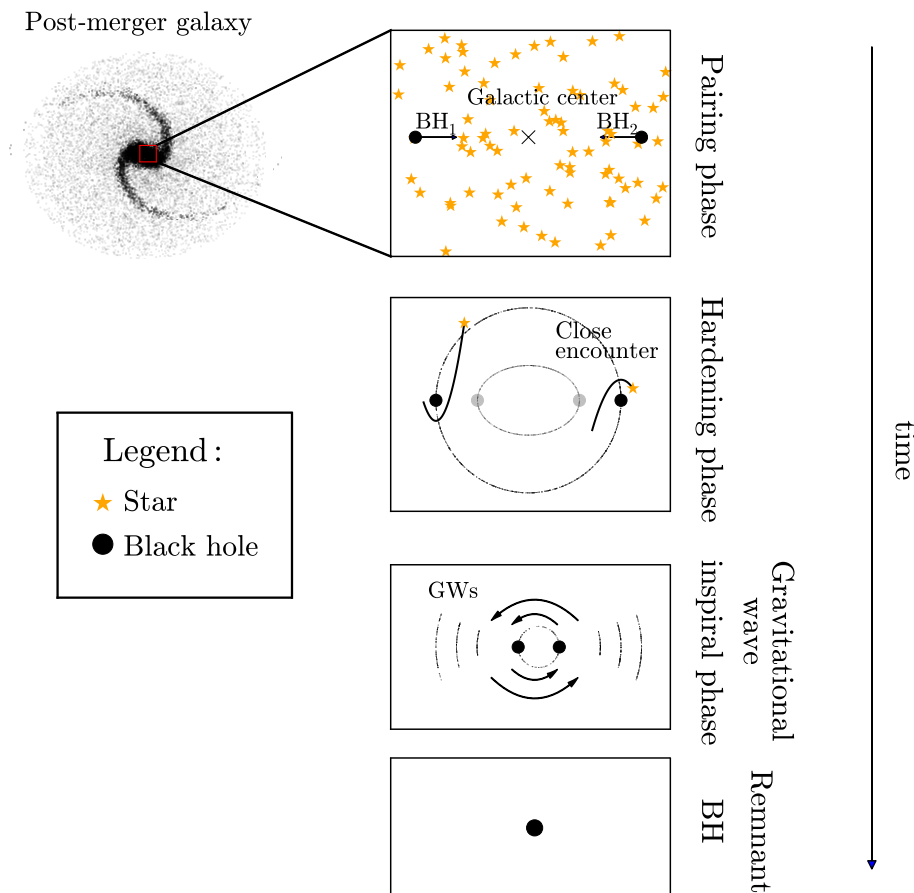 Post-merger galaxy
Galactic center
BH1
BH2
Pairing phase
Close
encounter
Hardening phase
time
Legend :
Star
Black hole
GWs
Gravitational
wave
inspiral phase
Remnant
BH